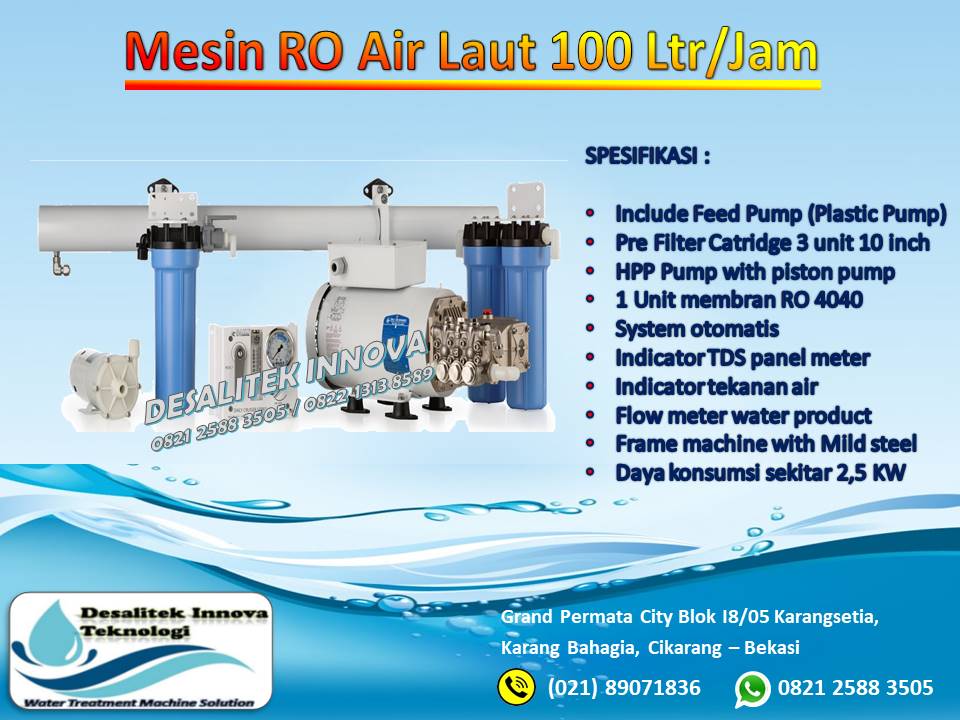 Mesin RO Air Laut 100 Ltr/Jam
SPESIFIKASI :
• Include Feed Pump (Plastic Pump)
• Pre Filter Catridge 3 unit 10 inch
• HPP Pump with piston pump
• 1 Unit membran RO 4040
• System otomatis
• Indicator TDS panel meter
• Indicator tekanan air
• Flow meter water product
• Frame machine with Mild steel
• Daya konsumsi sekitar 2,5 KW
DESALITEK INNOVA
0821 2588 3505 / 0822 1313 8589
Desalitek Innova
Teknologi
Water Treatment Machine Solution
Grand Permata City Blok I8/05 Karangsetia,
Karang Bahagia, Cikarang – Bekasi
(021) 89071836
0821 2588 3505